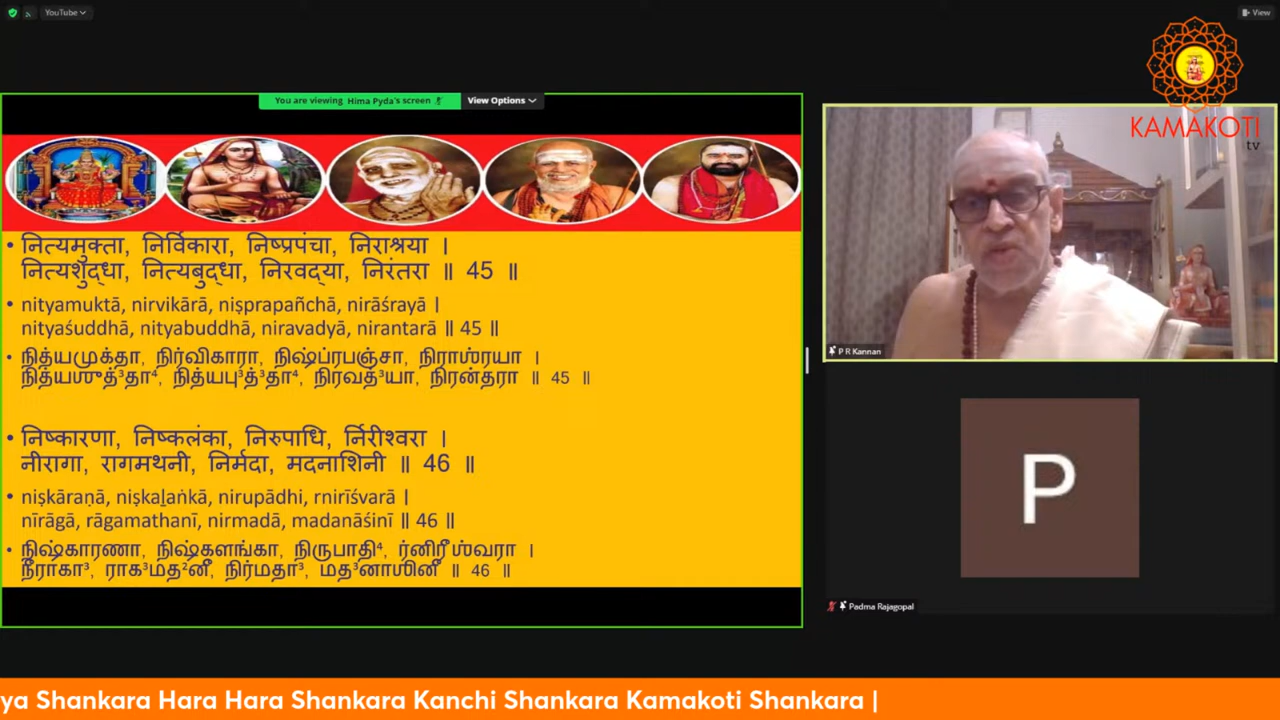 YouTube
View
KAMAKOTI
tv
You are viewing Hima Pyda's screen
View Options
• नित्यमुक्ता, निर्विकारा, निष्प्रपंचा, निराश्रया ।
नित्यशुद्धा, नित्यबुद्धा, निरवद्या, निरंतरा ॥ 45 ॥
• nityamuktā, nirvikārā, niṣprapañchā, nirāśrayā |
nityaśuddhā, nityabuddhā, niravadyā, nirantarā ‖ 45 ‖
• நித்யமுக்தா, நிர்விகாரா, நிஷ்ப்ரபஞ்சா, நிராஶ்ரயா ।
நித்யஶுத்³தா⁴, நித்யபு³த்³தா⁴, நிரவத்³யா, நிரன்தரா ॥ 45 ॥
• निष्कारणा, निष्कलंका, निरुपाधि, र्निरीश्वरा ।
नीरागा, रागमथनी, निर्मदा, मदनाशिनी ॥ 46 ॥
• niṣkāraṇā, niṣkaḻaṅkā, nirupādhi, rnirīśvarā |
nīrāgā, rāgamathanī, nirmadā, madanāśinī ‖ 46 ‖
• நிஷ்காரணா, நிஷ்களங்கா, நிருபாதி⁴, ர்னிரீஶ்வரா ।
நீராகா³, ராக³மத²னீ, நிர்மதா³, மத³னாஶினீ ॥ 46 ॥
P R Kannan
P
Padma Rajagopal
ya Shankara Hara Hara Shankara Kanchi Shankara Kamakoti Shankara |